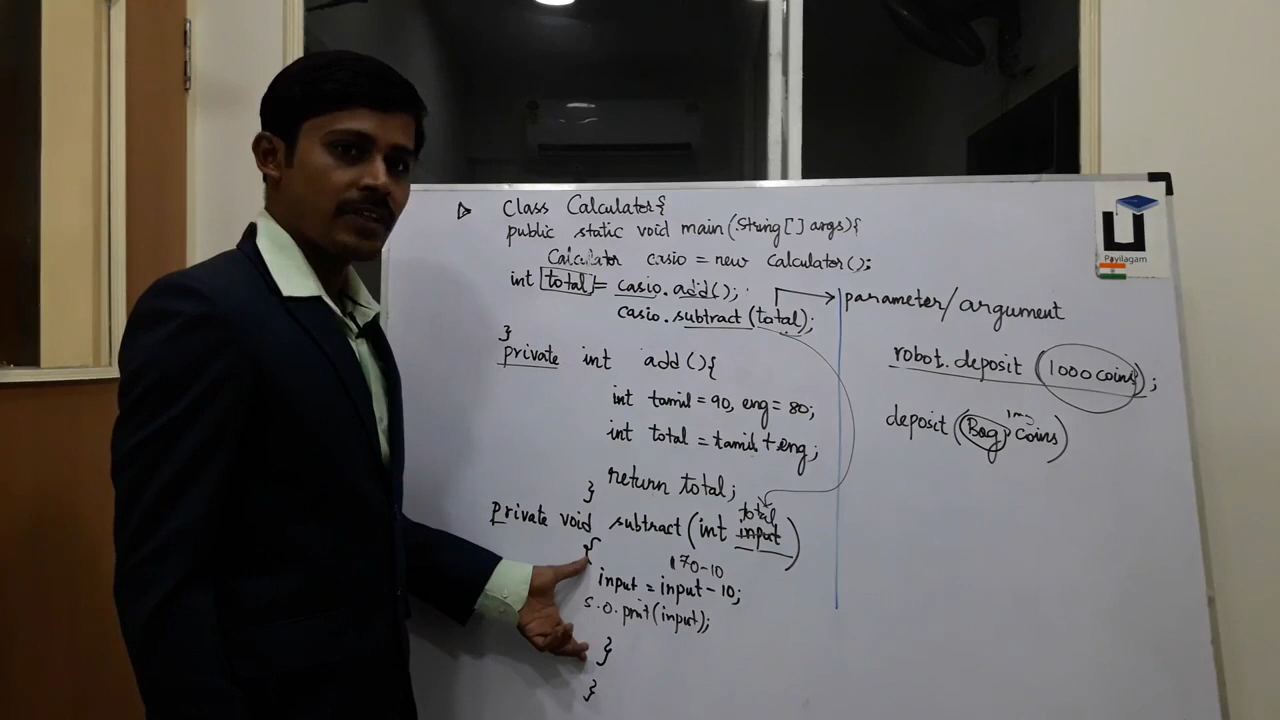 Class Calculator{
public static void main(String[] args){
Calculator casio = new calculator();
int total = casio.add();
casio.subtract(total);
}
private int add(){
int tamil = 90, eng = 80;
int total = tamil + eng;
return total;
}
total
Private void subtract(int input)
{
170-10
input = input - 10;
S.O.print(input);
}
}
parameter/argument
robot.deposit(1000coins);
deposit(Bag coins)
Payilagam